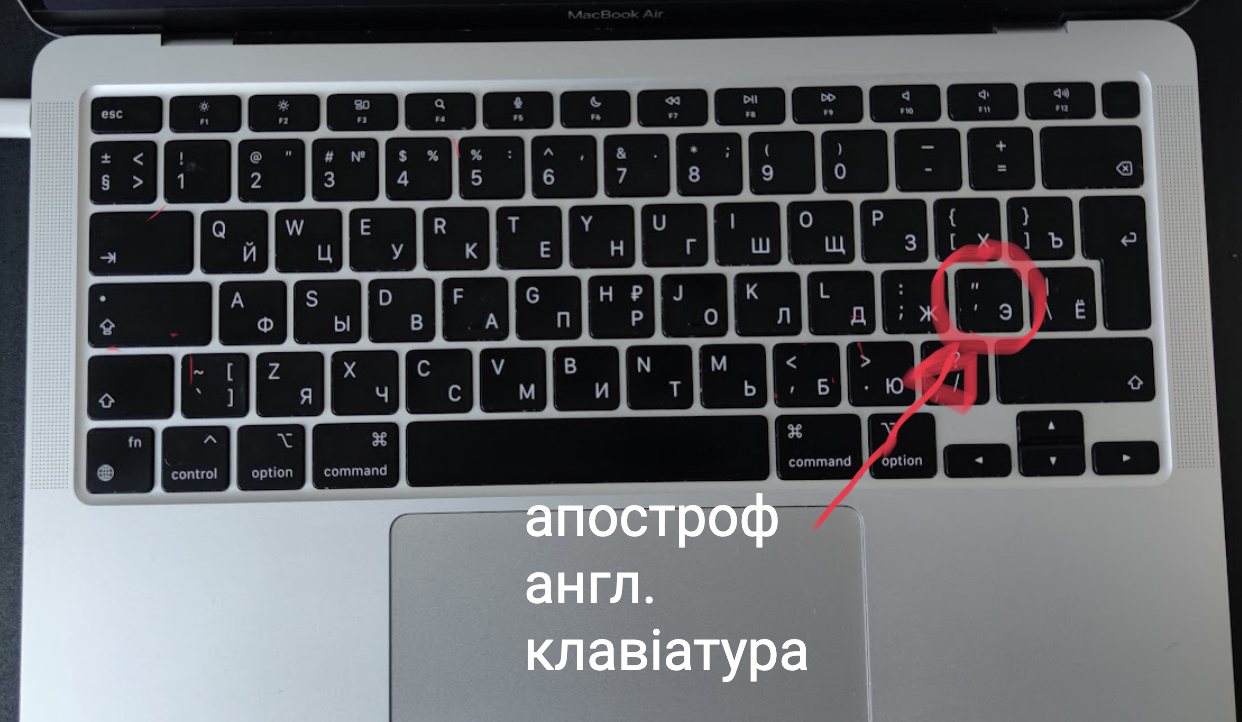 MacBook Air
esc F1 F2 F3 F4 F5 F6 F7 F8 F9 F10 F11 F12
± < ! @ " # № $ % % : ^ , & . * ; ( ) — +
§ > 1 2 3 4 5 6 7 8 9 0 - =
Q W E R T Y U I O P { }
Й Ц У К Е Н Г Ш Щ З [ Х ] Ъ
• A S D F G H ₽ J K L : "
Ф Ы В А П Р О Л Д ; Ж ' Э \ Ё
~ [ Z X C V B N M < > ?
` ] Я Ч С М И Т Ь , Б . Ю /
fn ^ ⌥ ⌘ ⌘ ⌥
control option command command option
апостроф
англ.
клавіатура